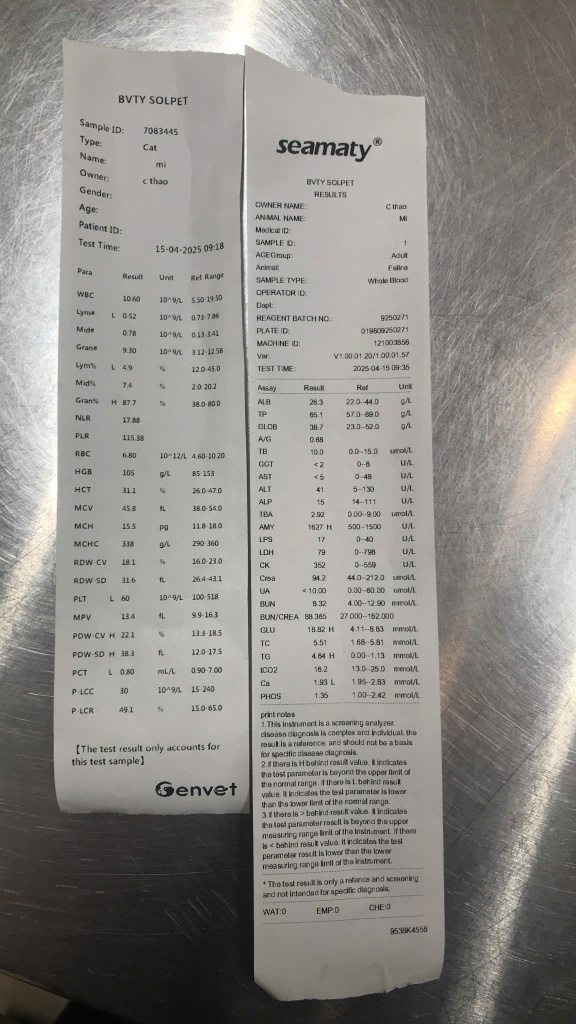 BVTY SOLPET
Sample ID: 7083445
Type: Cat
Name: mi
Owner: c thao
Gender:
Age:
Patient ID:
Test Time: 15-04-2025 09:18
Para Result Unit Ref. Range
WBC 10.60 10^9/L 5.50-19.50
Lym# L 0.52 10^9/L 0.73-7.86
Mid# 0.78 10^9/L 0.13-3.41
Gran# 9.30 10^9/L 3.12-12.58
Lym% L 4.9 % 12.0-45.0
Mid% 7.4 % 2.0-20.2
Gran% H 87.7 % 38.0-80.0
NLR 17.88
PLR 115.38
RBC 6.80 10^12/L 4.60-10.20
HGB 105 g/L 85-153
HCT 31.1 % 26.0-47.0
MCV 45.8 fL 38.0-54.0
MCH 15.5 pg 11.8-18.0
MCHC 338 g/L 290-360
RDW-CV 18.1 % 16.0-23.0
RDW-SD 31.6 fL 26.4-43.1
PLT L 60 10^9/L 100-518
MPV 13.4 fL 9.9-16.3
PDW-CV H 22.1 % 13.3-18.5
PDW-SD H 38.3 fL 12.0-17.5
PCT L 0.80 mL/L 0.90-7.00
P-LCC 30 10^9/L 15-240
P-LCR 49.1 % 15.0-65.0
【The test result only accounts for
this test sample】
Genvet
seamaty®
BVTY SOLPET
RESULTS
OWNER NAME: C thao
ANIMAL NAME: Mi
Medical ID:
SAMPLE ID: 1
AGEGroup: Adult
Animal: Feline
SAMPLE TYPE: Whole Blood
OPERATOR ID:
Dept:
REAGENT BATCH NO.: 9250271
PLATE ID: 019809250271
MACHINE ID: 121003858
Ver: V1.00.01.20/1.00.01.57
TEST TIME: 2025-04-15 09:35
Assay Result Ref Unit
ALB 26.3 22.0--44.0 g/L
TP 65.1 57.0--89.0 g/L
GLOB 38.7 23.0--52.0 g/L
A/G 0.68
TB 10.0 0.0--15.0 umol/L
GGT <2 0--8 U/L
AST <5 0--48 U/L
ALT 41 5--130 U/L
ALP 15 14--111 U/L
TBA 2.92 0.00--9.00 umol/L
AMY 1627 H 500--1500 U/L
LPS 17 0--40 U/L
LDH 79 0--798 U/L
CK 352 0--559 U/L
Crea 94.2 44.0--212.0 umol/L
UA <10.00 0.00--60.00 umol/L
BUN 8.32 4.00--12.90 mmol/L
BUN/CREA 88.365 27.000--182.000
GLU 18.82 H 4.11--8.83 mmol/L
TC 5.51 1.68--5.81 mmol/L
TG 4.64 H 0.00--1.13 mmol/L
tCO2 16.2 13.0--25.0 mmol/L
Ca 1.93 L 1.95--2.83 mmol/L
PHOS 1.35 1.00--2.42 mmol/L
print notes
1.This instrument is a screening analyzer,
disease diagnosis is complex and individual, the
result is a reference, and should not be a basis
for specific disease diagnosis.
2.if there is H behind result value, it indicates
the test parameter is beyond the upper limit of
the normal range. if there is L behind result
value, it indicates the test parameter is lower
than the lower limit of the normal range.
3.if there is > behind result value, it indicates
the test parameter result is beyond the upper
measuring range limit of the instrument, if there
is < behind result value, it indicates the test
parameter result is lower than the lower
measuring range limit of the instrument.
* The test result is only a refence and screening
and not intended for specific diagnosis.
WAT:0 EMP:0 CHE:0
9538K4558